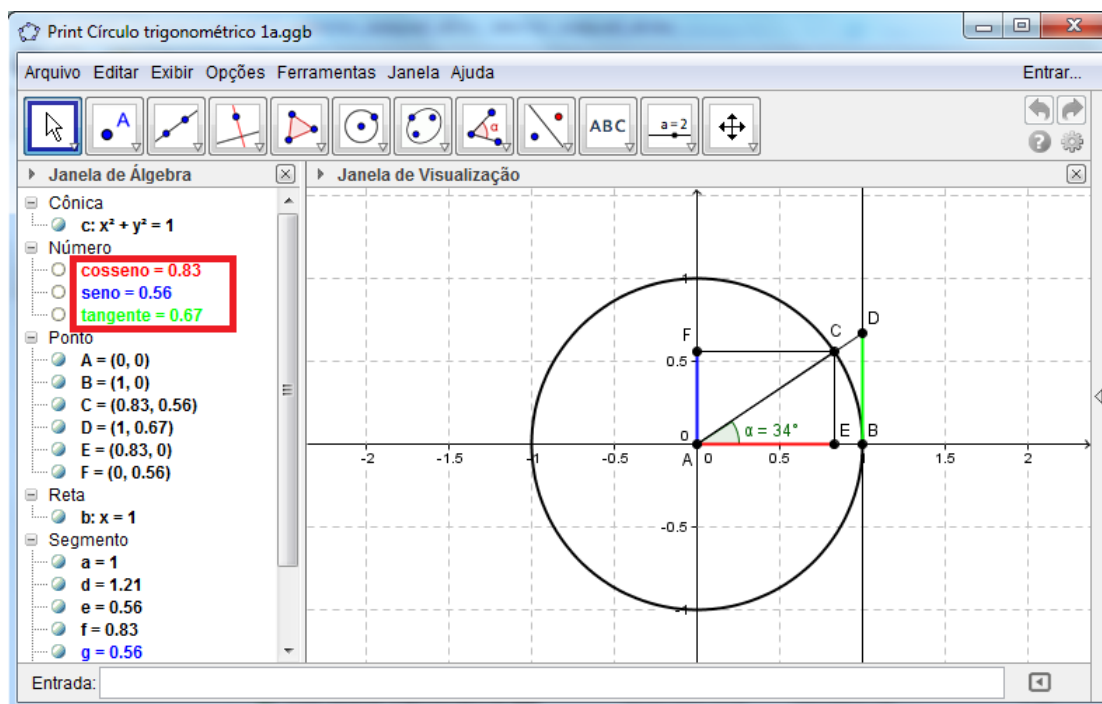 Print Círculo trigonométrico 1a.ggb
Arquivo Editar Exibir Opções Ferramentas Janela Ajuda Entrar...
A α ABC a=2
Janela de Álgebra
Cônica
c: x² + y² = 1
Número
cosseno = 0.83
seno = 0.56
tangente = 0.67
Ponto
A = (0, 0)
B = (1, 0)
C = (0.83, 0.56)
D = (1, 0.67)
E = (0.83, 0)
F = (0, 0.56)
Reta
b: x = 1
Segmento
a = 1
d = 1.21
e = 0.56
f = 0.83
g = 0.56
Janela de Visualização
1
D
C
F
0.5
α = 34°
0 E B
-2 -1.5 -1 -0.5 A 0 0.5 1 1.5 2
-0.5
-1
Entrada: